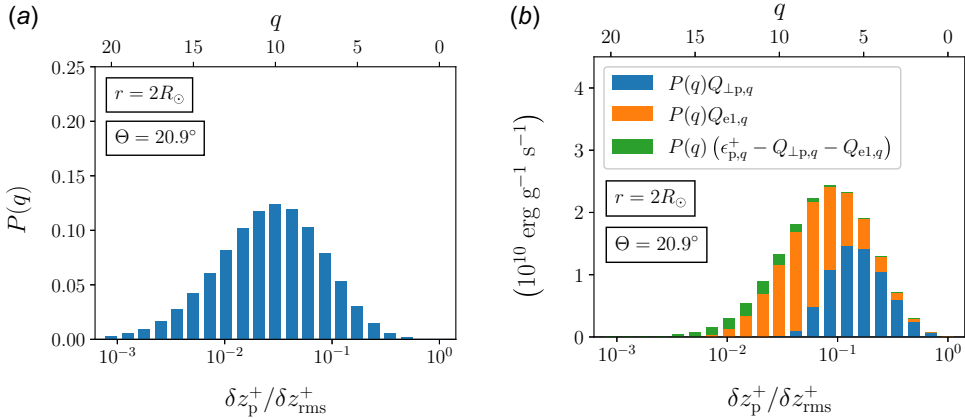 (a)
q
20 15 10 5 0
0.25
0.20
0.15
0.10
0.05
0.00
P(q)
r = 2R⊙
Θ = 20.9°
10⁻³ 10⁻² 10⁻¹ 10⁰
δz⁺ₚ/δz⁺ᵣₘₛ
(b)
q
20 15 10 5 0
4
3
2
1
0
(10¹⁰ erg g⁻¹ s⁻¹)
P(q)Q⊥p,q
P(q)Qe1,q
P(q) (ϵ⁺p,q − Q⊥p,q − Qe1,q)
r = 2R⊙
Θ = 20.9°
10⁻³ 10⁻² 10⁻¹ 10⁰
δz⁺ₚ/δz⁺ᵣₘₛ